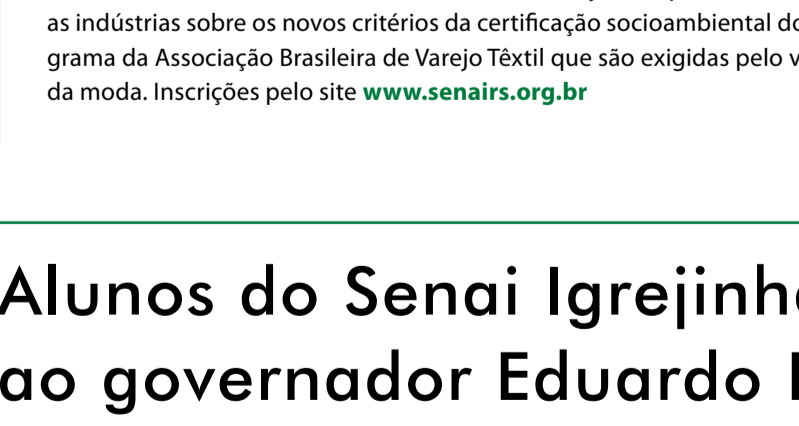 as indústrias sobre os novos critérios da certificação socioambiental do
grama da Associação Brasileira de Varejo Têxtil que são exigidas pelo v
da moda. Inscrições pelo site www.senairs.org.br
Alunos do Senai Igrejinha
ao governador Eduardo